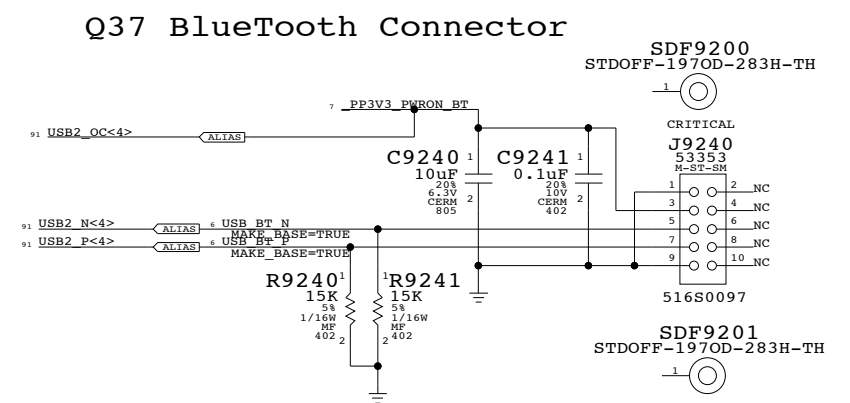 Q37 BlueTooth Connector
SDF9200
STDOFF-197OD-283H-TH
1
7 _PP3V3_PWRON_BT
91 USB2_OC<4> ALIAS
CRITICAL
J9240
53353
M-ST-SM
C9240 1
10uF
20%
6.3V
CERM
805
2
C9241 1
0.1uF
20%
10V
CERM
402
2
1 2 NC
3 4 NC
5 6 NC
7 8 NC
9 10 NC
516S0097
91 USB2_N<4> ALIAS 6 USB_BT_N
MAKE_BASE=TRUE
91 USB2_P<4> ALIAS 6 USB_BT_P
MAKE_BASE=TRUE
R9240 1
15K
5%
1/16W
MF
402 2
1 R9241
15K
5%
1/16W
MF
2 402
SDF9201
STDOFF-197OD-283H-TH
1